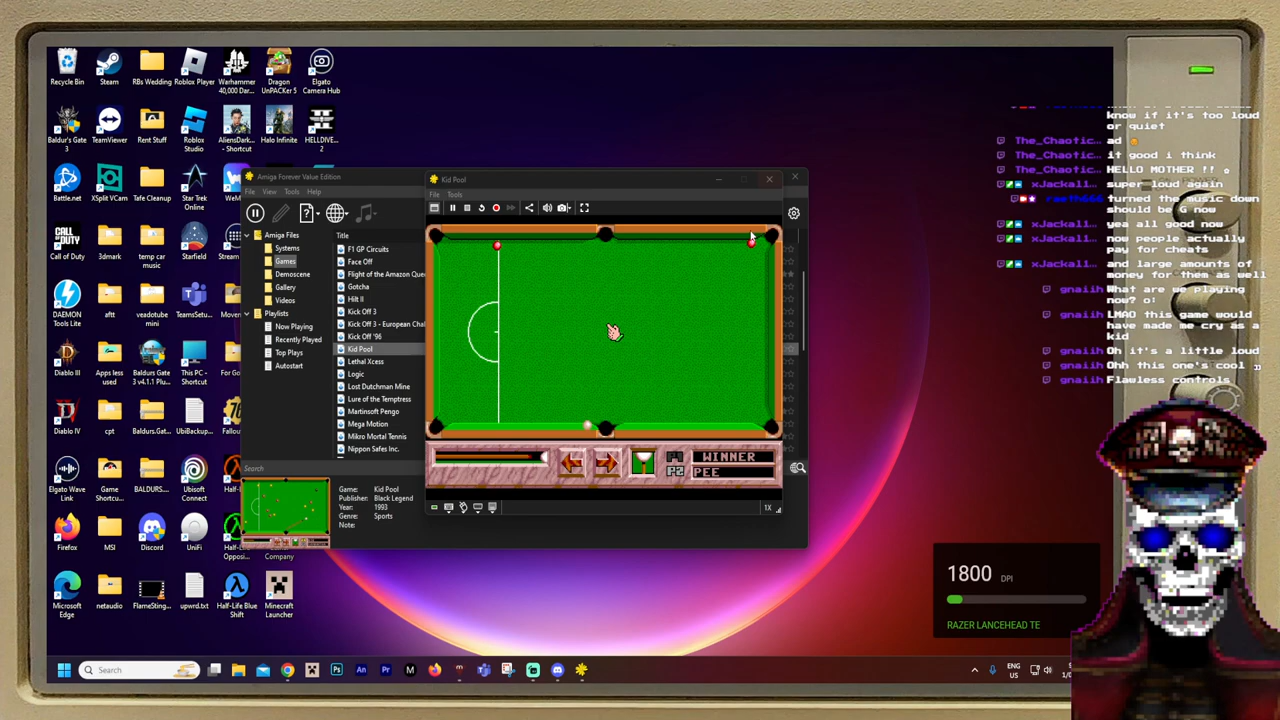 Recycle Bin
Steam
RBs Wedding
Roblox Player
Warhammer 40,000 Dar...
Dragon UnPACKer 5
Elgato Camera Hub
Baldur's Gate 3
TeamViewer
Rent Stuff
Roblox Studio
AliensDark... - Shortcut
Halo Infinite
HELLDIVE... 2
Battle.net
XSplit VCam
Tafe Cleanup
Star Trek Online
Call of Duty
3dmark
temp car music
Starfield
DAEMON Tools Lite
aftt
veadotube mini
TeamsSetu...
Diablo III
Apps less used
Diablo II Gate 3
This PC - Shortcut
Diablo IV
cpt
Baldurs.Gat...
UbiBackup...
Elgato Wave Link
Game Shortcu...
BALDURS...
Ubisoft Connect
Firefox
MSI
Discord
UniFi
Microsoft Edge
netaudio
FlameSting...
upwrd.txt
Half-Life Blue Shift
Minecraft Launcher
Amiga Forever Value Edition
File View Tools Help
Amiga Files
Systems
Games
Demoscene
Gallery
Videos
Playlists
Now Playing
Recently Played
Top Plays
Autostart
Title
F1 GP Circuits
Face Off
Flight of the Amazon Que
Gotcha
Hilt II
Kick Off 3
Kick Off 3 - European Chal
Kick Off '96
Kid Pool
Lethal Xcess
Logic
Lost Dutchman Mine
Lure of the Temptress
Martinsoft Pengo
Mega Motion
Mikro Mortal Tennis
Nippon Safes Inc.
Search
Game: Kid Pool
Publisher: Black Legend
Year: 1993
Genre: Sports
Note:
Kid Pool
File Tools
WINNER
PEE
1X
know if it's too loud or quiet
The_Chaotic... ad
The_Chaotic... it good i think
The_Chaotic... HELLO MOTHER !!
xJackall... super loud again
turned the music down should be G now
xJackall... yea all good now
xJackall... now people actually pay for cheats
xJackall... and large amounts of money for them as well
gnaiih What are we playing now? o:
gnaiih LMAO this game would have made me cry as a kid
gnaiih Oh it's a little loud
gnaiih Ohh this one's cool
gnaiih Flawless controls
1800 DPI
RAZER LANCEHEAD TE
Search
ENG
US